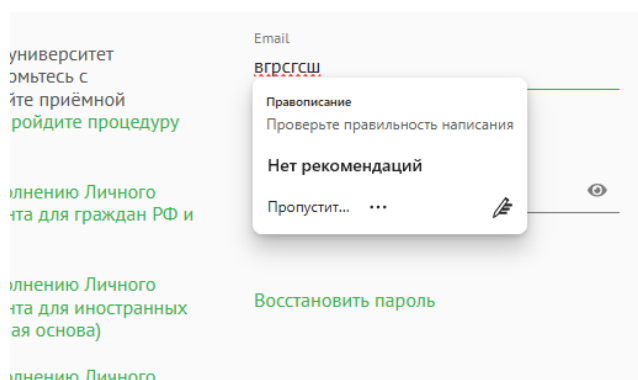 Email
университет
вгрсгсш
омьтесь с
йте приёмной
ройдите процедуру
Правописание
Проверьте правильность написания
Нет рекомендаций
Пропустит... ...
олнению Личного
нта для граждан РФ и
олнению Личного
нта для иностранных
ая основа)
Восстановить пароль
олнению Личного